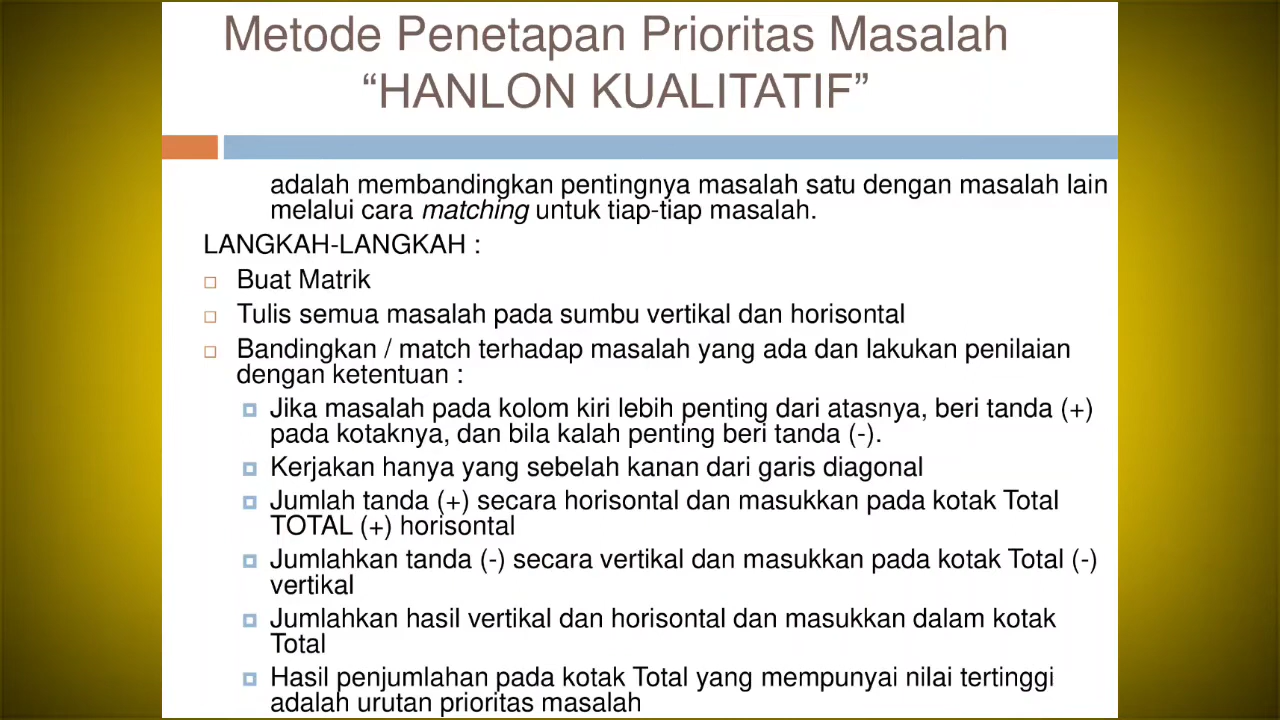 Metode Penetapan Prioritas Masalah
“HANLON KUALITATIF”
adalah membandingkan pentingnya masalah satu dengan masalah lain
melalui cara matching untuk tiap-tiap masalah.
LANGKAH-LANGKAH :
Buat Matrik
Tulis semua masalah pada sumbu vertikal dan horisontal
Bandingkan / match terhadap masalah yang ada dan lakukan penilaian
dengan ketentuan :
Jika masalah pada kolom kiri lebih penting dari atasnya, beri tanda (+)
pada kotaknya, dan bila kalah penting beri tanda (-).
Kerjakan hanya yang sebelah kanan dari garis diagonal
Jumlah tanda (+) secara horisontal dan masukkan pada kotak Total
TOTAL (+) horisontal
Jumlahkan tanda (-) secara vertikal dan masukkan pada kotak Total (-)
vertikal
Jumlahkan hasil vertikal dan horisontal dan masukkan dalam kotak
Total
Hasil penjumlahan pada kotak Total yang mempunyai nilai tertinggi
adalah urutan prioritas masalah